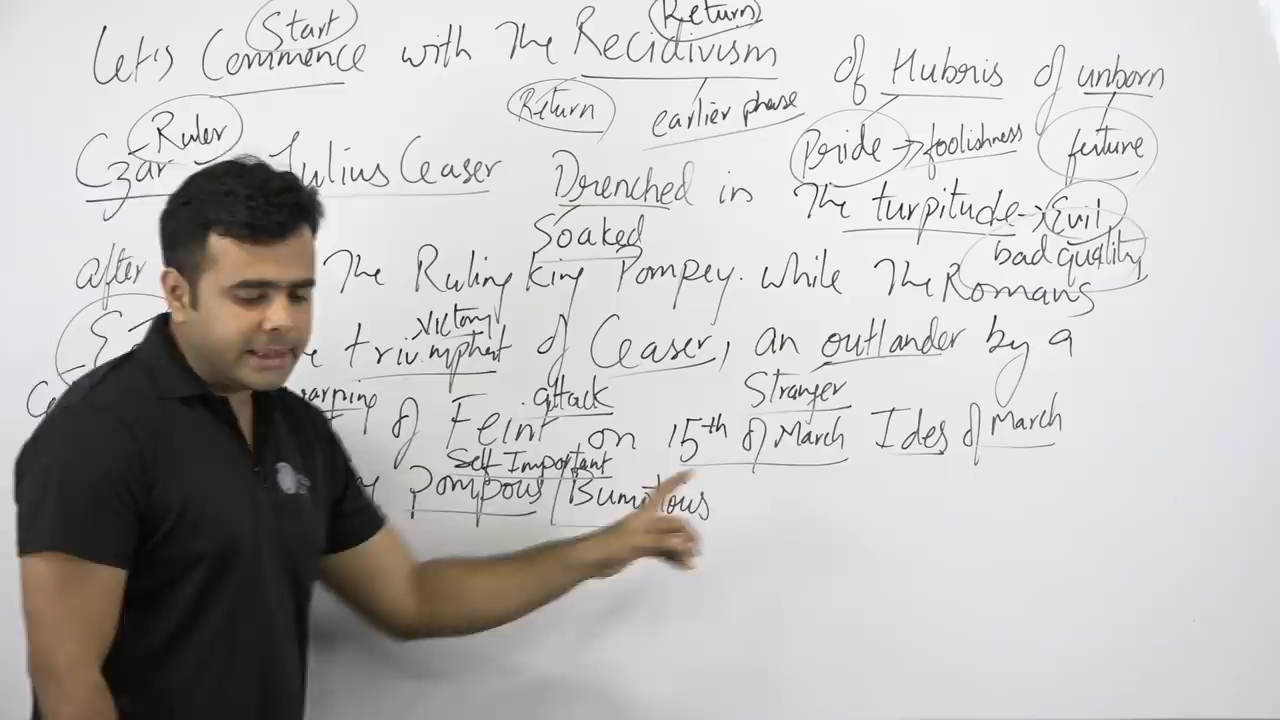 Start
Return
Let's Commence with The Recidivism of Hubris of unborn
Return
earlier phase
Pride → foolishness
future
Ruler
Czar Julius Ceaser Drenched in The turpitude → Evil
Soaked
bad quality
after The Ruling king Pompey. while The Romans
victory
triumphant of Ceaser, an outlander by a
attack
Stranger
of Feint on 15th of March Ides of March
Self Important
Pompous / Bumptious